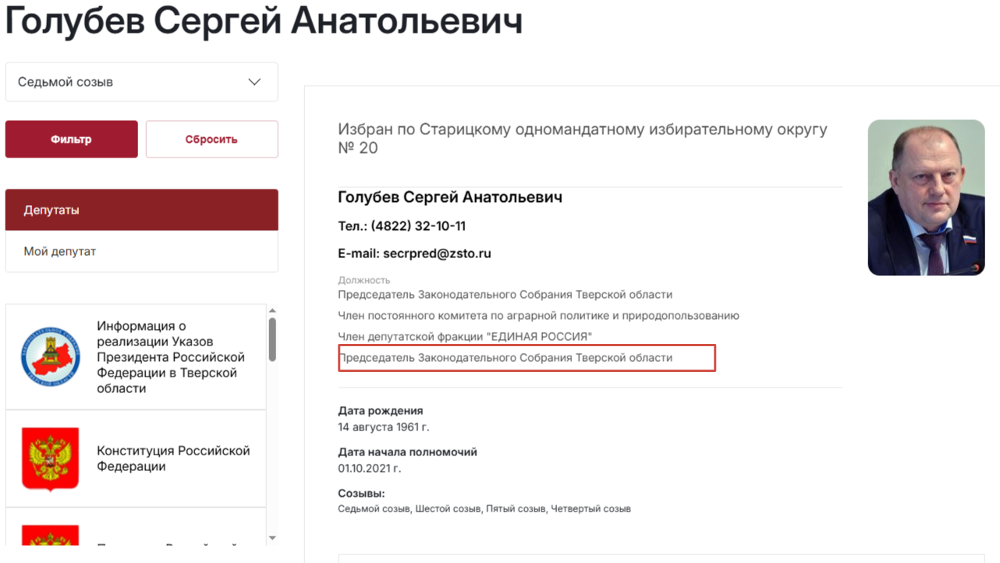 Голубев Сергей Анатольевич
Седьмой созыв
Фильтр
Сбросить
Депутаты
Мой депутат
Информация о
реализации Указов
Президента Российской
Федерации в Тверской
области
Конституция Российской
Федерации
Избран по Старицкому одномандатному избирательному округу
№ 20
Голубев Сергей Анатольевич
Тел.: (4822) 32-10-11
E-mail: secrpred@zsto.ru
Должность
Председатель Законодательного Собрания Тверской области
Член постоянного комитета по аграрной политике и природопользованию
Член депутатской фракции "ЕДИНАЯ РОССИЯ"
Председатель Законодательного Собрания Тверской области
Дата рождения
14 августа 1961 г.
Дата начала полномочий
01.10.2021 г.
Созывы:
Седьмой созыв, Шестой созыв, Пятый созыв, Четвертый созыв